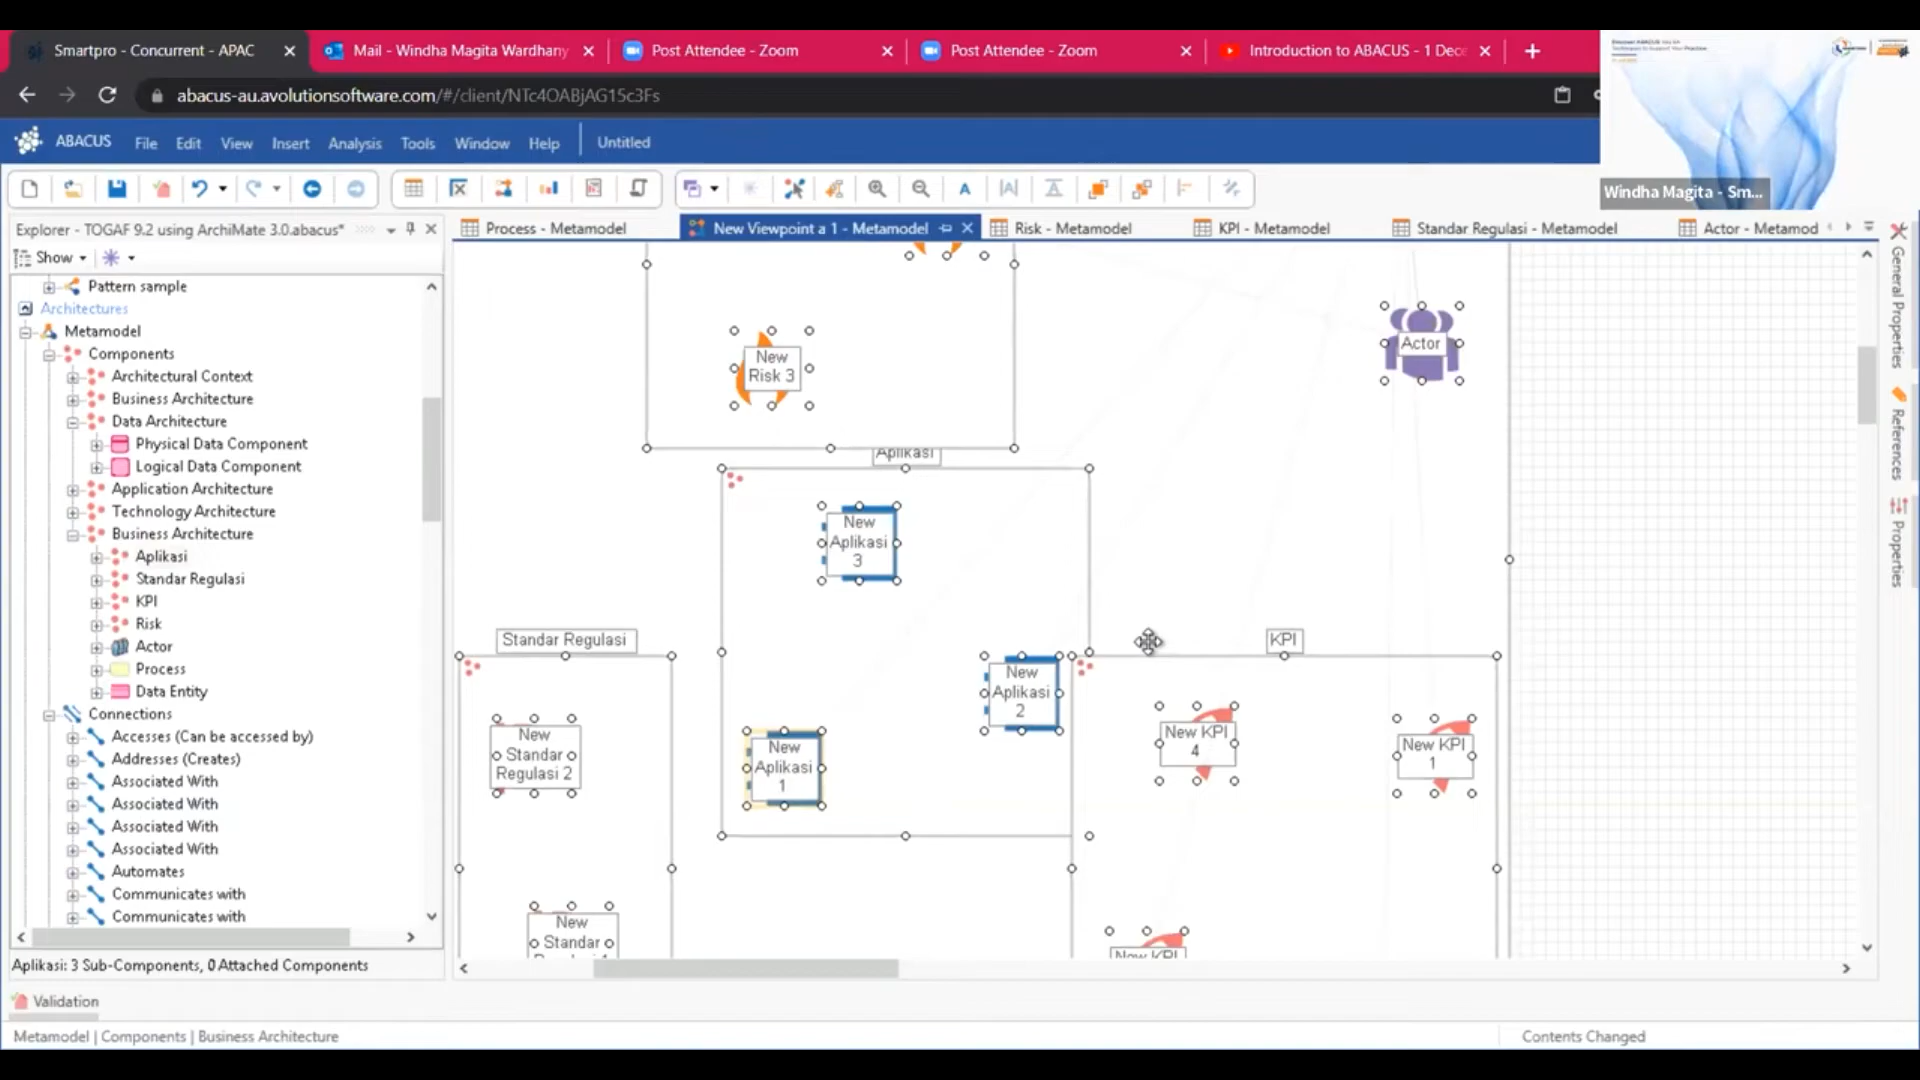 Smartpro - Concurrent - APAC
Mail - Windha Magita Wardhany
Post Attendee - Zoom
Post Attendee - Zoom
Introduction to ABACUS - 1 Dec
abacus-au.avolutionsoftware.com/#/client/NTc4OABjAG15c3Fs
ABACUS File Edit View Insert Analysis Tools Window Help Untitled
Windha Magita - Sm...
Explorer - TOGAF 9.2 using ArchiMate 3.0.abacus*
Process - Metamodel
New Viewpoint a 1 - Metamodel
Risk - Metamodel
KPI - Metamodel
Standar Regulasi - Metamodel
Actor - Metamod
Show
Pattern sample
Architectures
Metamodel
Components
Architectural Context
Business Architecture
Data Architecture
Physical Data Component
Logical Data Component
Application Architecture
Technology Architecture
Business Architecture
Aplikasi
Standar Regulasi
KPI
Risk
Actor
Process
Data Entity
Connections
Accesses (Can be accessed by)
Addresses (Creates)
Associated With
Associated With
Associated With
Associated With
Automates
Communicates with
Communicates with
Aplikasi: 3 Sub-Components, 0 Attached Components
New
Risk 3
Actor
Aplikasi
New
Aplikasi
3
New
Aplikasi
2
New
Aplikasi
1
Standar Regulasi
New
Standar
Regulasi 2
New
Standar
KPI
New KPI
4
New KPI
1
New KPI
General Properties
References
Properties
Validation
Metamodel | Components | Business Architecture
Contents Changed